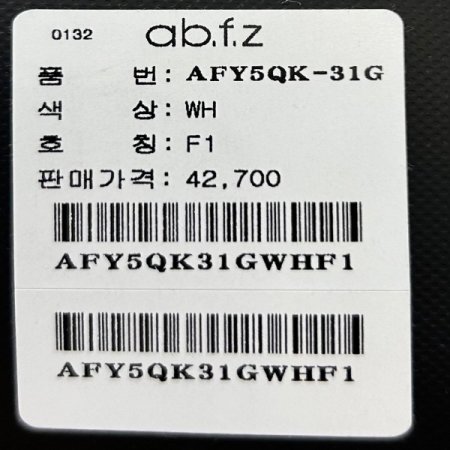 0132 ab.f.z
품 번: AFY5QK-31G
색 상: WH
호 칭: F1
판매가격: 42,700
AFY5QK31GWHF1
AFY5QK31GWHF1